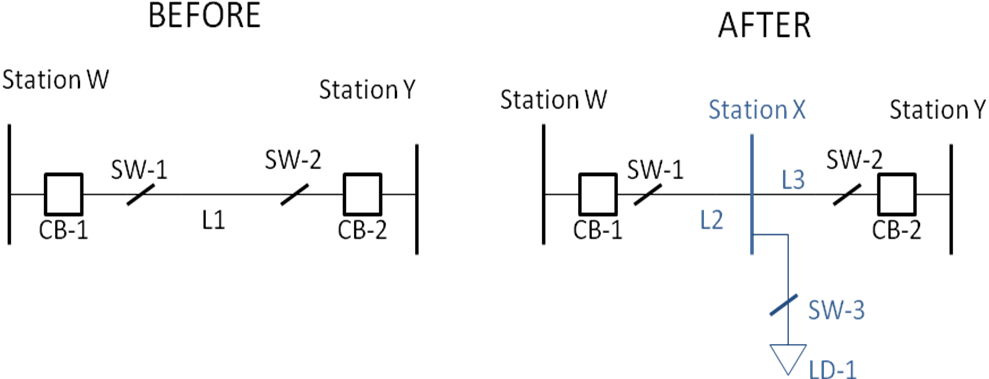 BEFORE
Station W
Station Y
SW-1
SW-2
CB-1
L1
CB-2
AFTER
Station W
Station X
Station Y
SW-1
SW-2
L3
CB-1
L2
CB-2
SW-3
LD-1